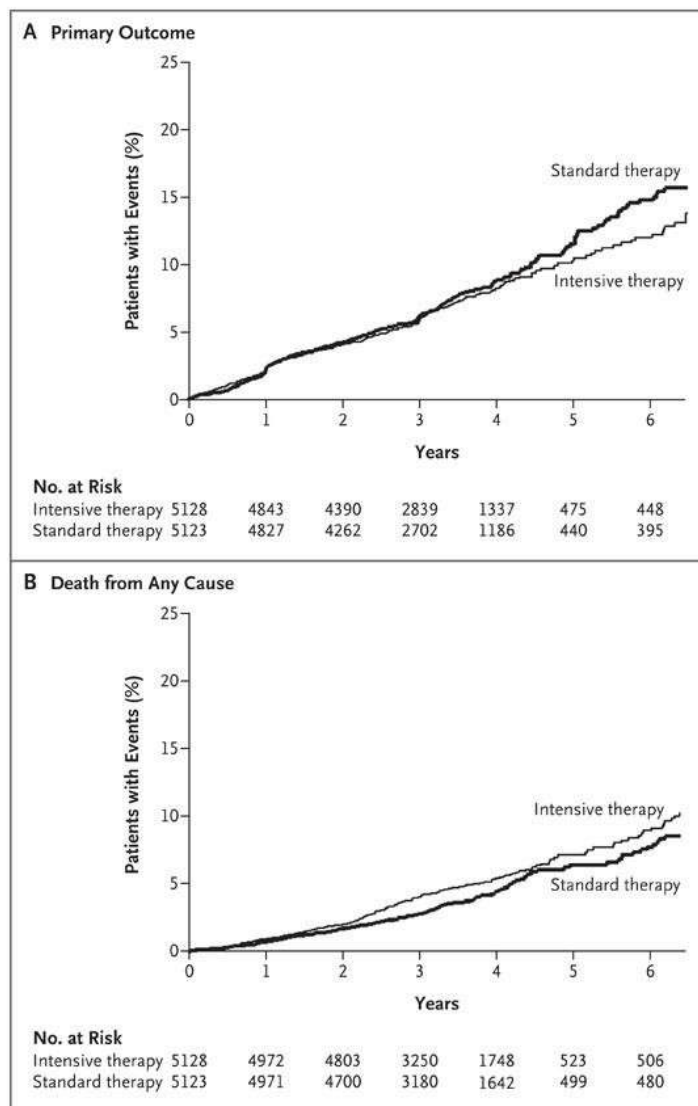 A Primary Outcome
25
20
15
10
5
0
Patients with Events (%)
Standard therapy
Intensive therapy
0 1 2 3 4 5 6
Years
No. at Risk
Intensive therapy 5128 4843 4390 2839 1337 475 448
Standard therapy 5123 4827 4262 2702 1186 440 395
B Death from Any Cause
25
20
15
10
5
0
Patients with Events (%)
Intensive therapy
Standard therapy
0 1 2 3 4 5 6
Years
No. at Risk
Intensive therapy 5128 4972 4803 3250 1748 523 506
Standard therapy 5123 4971 4700 3180 1642 499 480